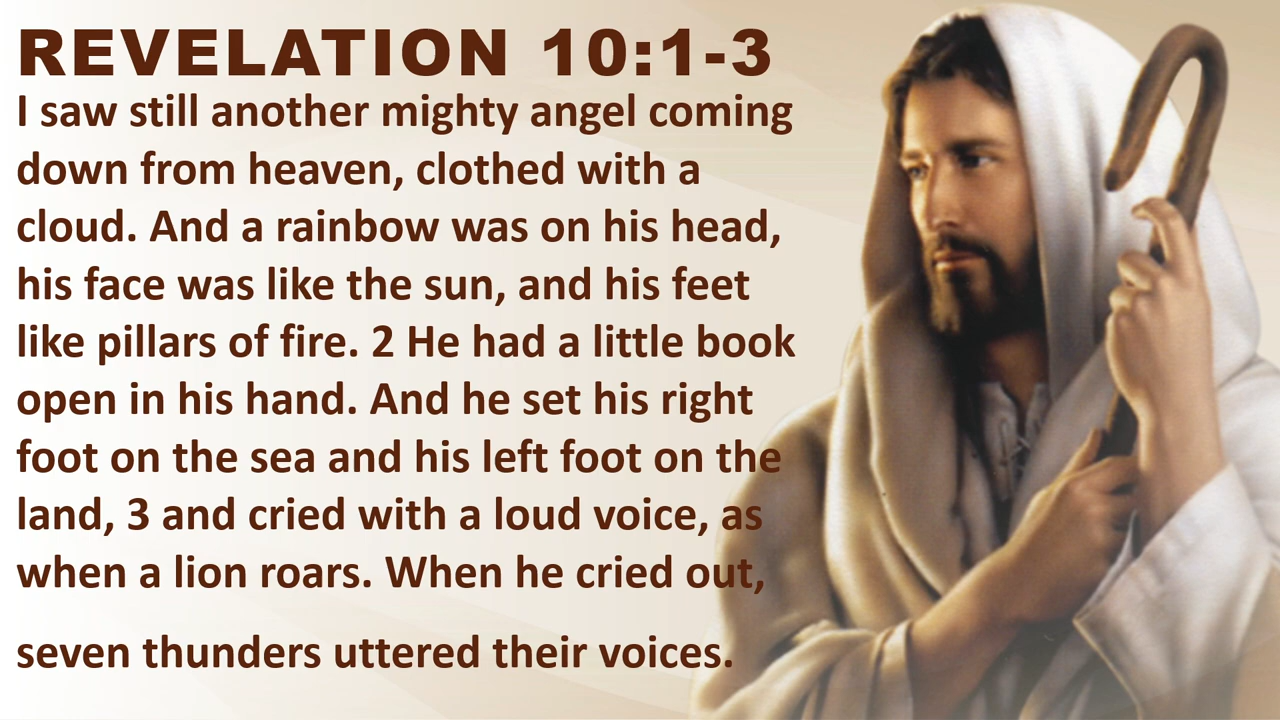 REVELATION 10:1-3
I saw still another mighty angel coming
down from heaven, clothed with a
cloud. And a rainbow was on his head,
his face was like the sun, and his feet
like pillars of fire. 2 He had a little book
open in his hand. And he set his right
foot on the sea and his left foot on the
land, 3 and cried with a loud voice, as
when a lion roars. When he cried out,
seven thunders uttered their voices.